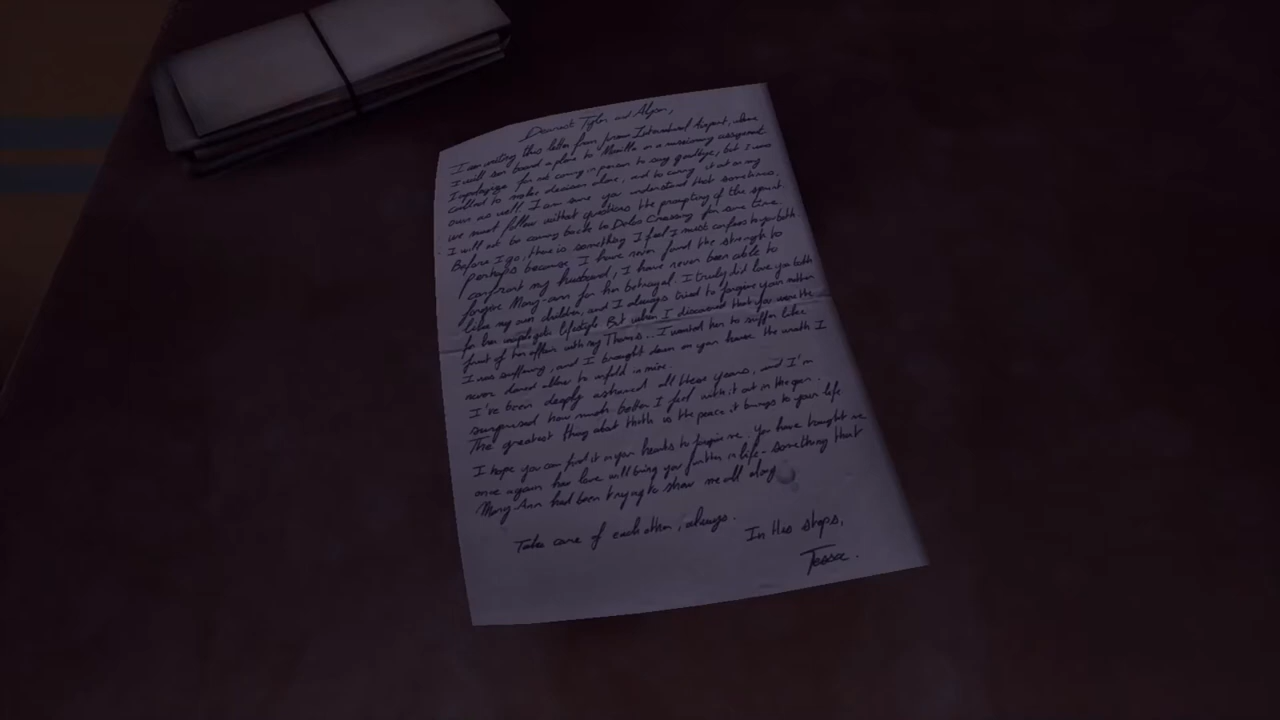 Dearest Tyler and Alyson,
I am writing this letter from Juneau International Airport, where
I will soon board a plane to Manilla on a missionary assignment.
I apologize for not coming in person to say goodbye, but I was
called to make decision alone, and to carry it out on my
own as well. I am sure you understand that sometimes,
we must follow without questions the prompting of the spirit.
I will not be coming back to Delos Crossing for some time.
Before I go, there is something I feel I must confess to you both.
perhaps because I have never found the strength to
confront my husband, I have never been able to
forgive Mary-ann for her betrayal. I truly did love you both
like my own children, and I always tried to forgive your mother
for her unapologetic lifestyle. But when I discovered that you were the
fruit of her affair with my Thomas... I wanted her to suffer like
I was suffering, and I brought down on your house the wrath I
never dared allow to unfold in mine.
I've been deeply ashamed all these years, and I'm
surprised how much better I feel with it out in the open.
The greatest thing about truth is the peace it brings to your life
I hope you can find it in your hearts to forgive me. You have taught me
once again how love will bring you further in life - something that
Mary-Ann had been trying to show me all along
Take care of each other, always.
In His steps,
Tessa.